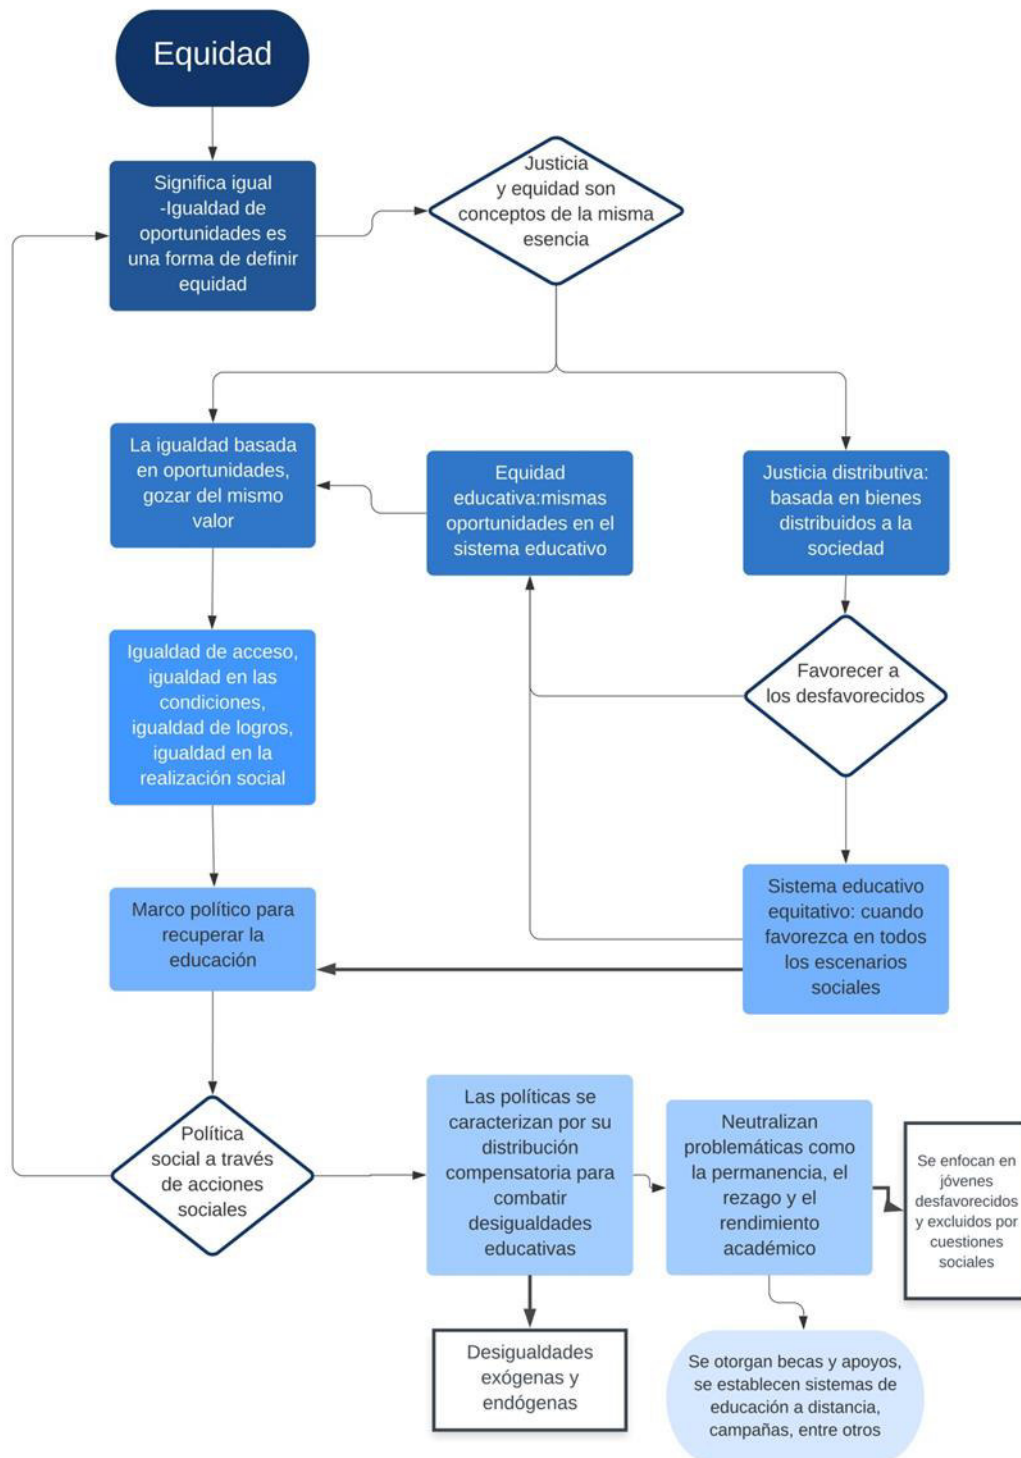 Equidad
Significa igual
-Igualdad de
oportunidades es
una forma de definir
equidad
Justicia
y equidad son
conceptos de la misma
esencia
La igualdad basada
en oportunidades,
gozar del mismo
valor
Equidad
educativa:mismas
oportunidades en el
sistema educativo
Justicia distributiva:
basada en bienes
distribuidos a la
sociedad
Igualdad de acceso,
igualdad en las
condiciones,
igualdad de logros,
igualdad en la
realización social
Favorecer a
los desfavorecidos
Marco político para
recuperar la
educación
Sistema educativo
equitativo: cuando
favorezca en todos
los escenarios
sociales
Política
social a través
de acciones
sociales
Las políticas se
caracterizan por su
distribución
compensatoria para
combatir
desigualdades
educativas
Neutralizan
problemáticas como
la permanencia, el
rezago y el
rendimiento
académico
Se enfocan en
jóvenes
desfavorecidos
y excluidos por
cuestiones
sociales
Desigualdades
exógenas y
endógenas
Se otorgan becas y apoyos,
se establecen sistemas de
educación a distancia,
campañas, entre otros